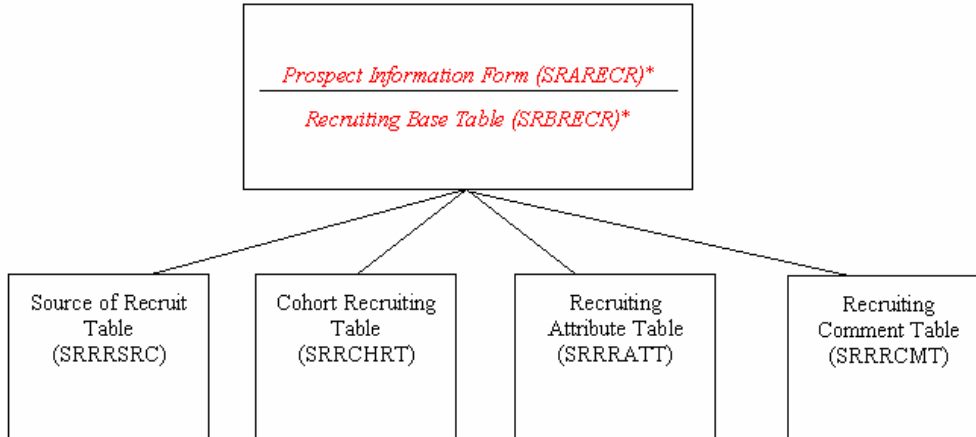 Prospect Information Form (SRARECR)*
Recruiting Base Table (SRBRECR)*
Source of Recruit
Table
(SRRRSRC)
Cohort Recruiting
Table
(SRRCHRT)
Recruiting
Attribute Table
(SRRRATT)
Recruiting
Comment Table
(SRRRCMT)